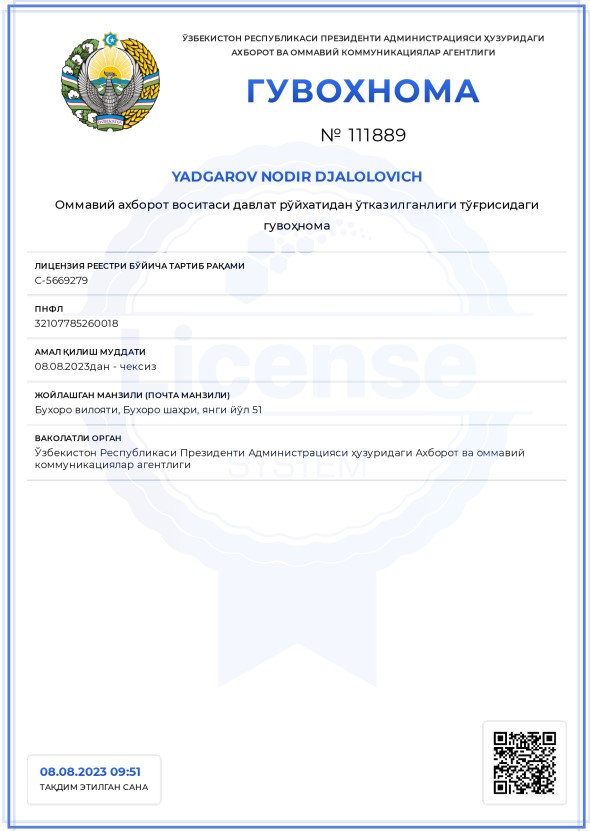 ЎЗБЕКИСТОН РЕСПУБЛИКАСИ ПРЕЗИДЕНТИ АДМИНИСТРАЦИЯСИ ҲУЗУРИДАГИ
АХБОРОТ ВА ОММАВИЙ КОММУНИКАЦИЯЛАР АГЕНТЛИГИ
ГУВОХНОМА
№ 111889
YADGAROV NODIR DJALOLOVICH
Оммавий ахборот воситаси давлат рўйхатидан ўтказилганлиги тўғрисидаги
гувоҳнома
ЛИЦЕНЗИЯ РЕЕСТРИ БЎЙИЧА ТАРТИБ РАҚАМИ
C-5669279
ПНФЛ
32107785260018
АМАЛ ҚИЛИШ МУДДАТИ
08.08.2023дан - чексиз
License
ЖОЙЛАШГАН МАНЗИЛИ (ПОЧТА МАНЗИЛИ)
Бухоро вилояти, Бухоро шаҳри, янги йўл 51
ВАКОЛАТЛИ ОРГАН
Ўзбекистон Республикаси Президенти Администрацияси ҳузуридаги Ахборот ва оммавий
коммуникациялар агентлиги
SYSTEM
08.08.2023 09:51
ТАҚДИМ ЭТИЛГАН САНА